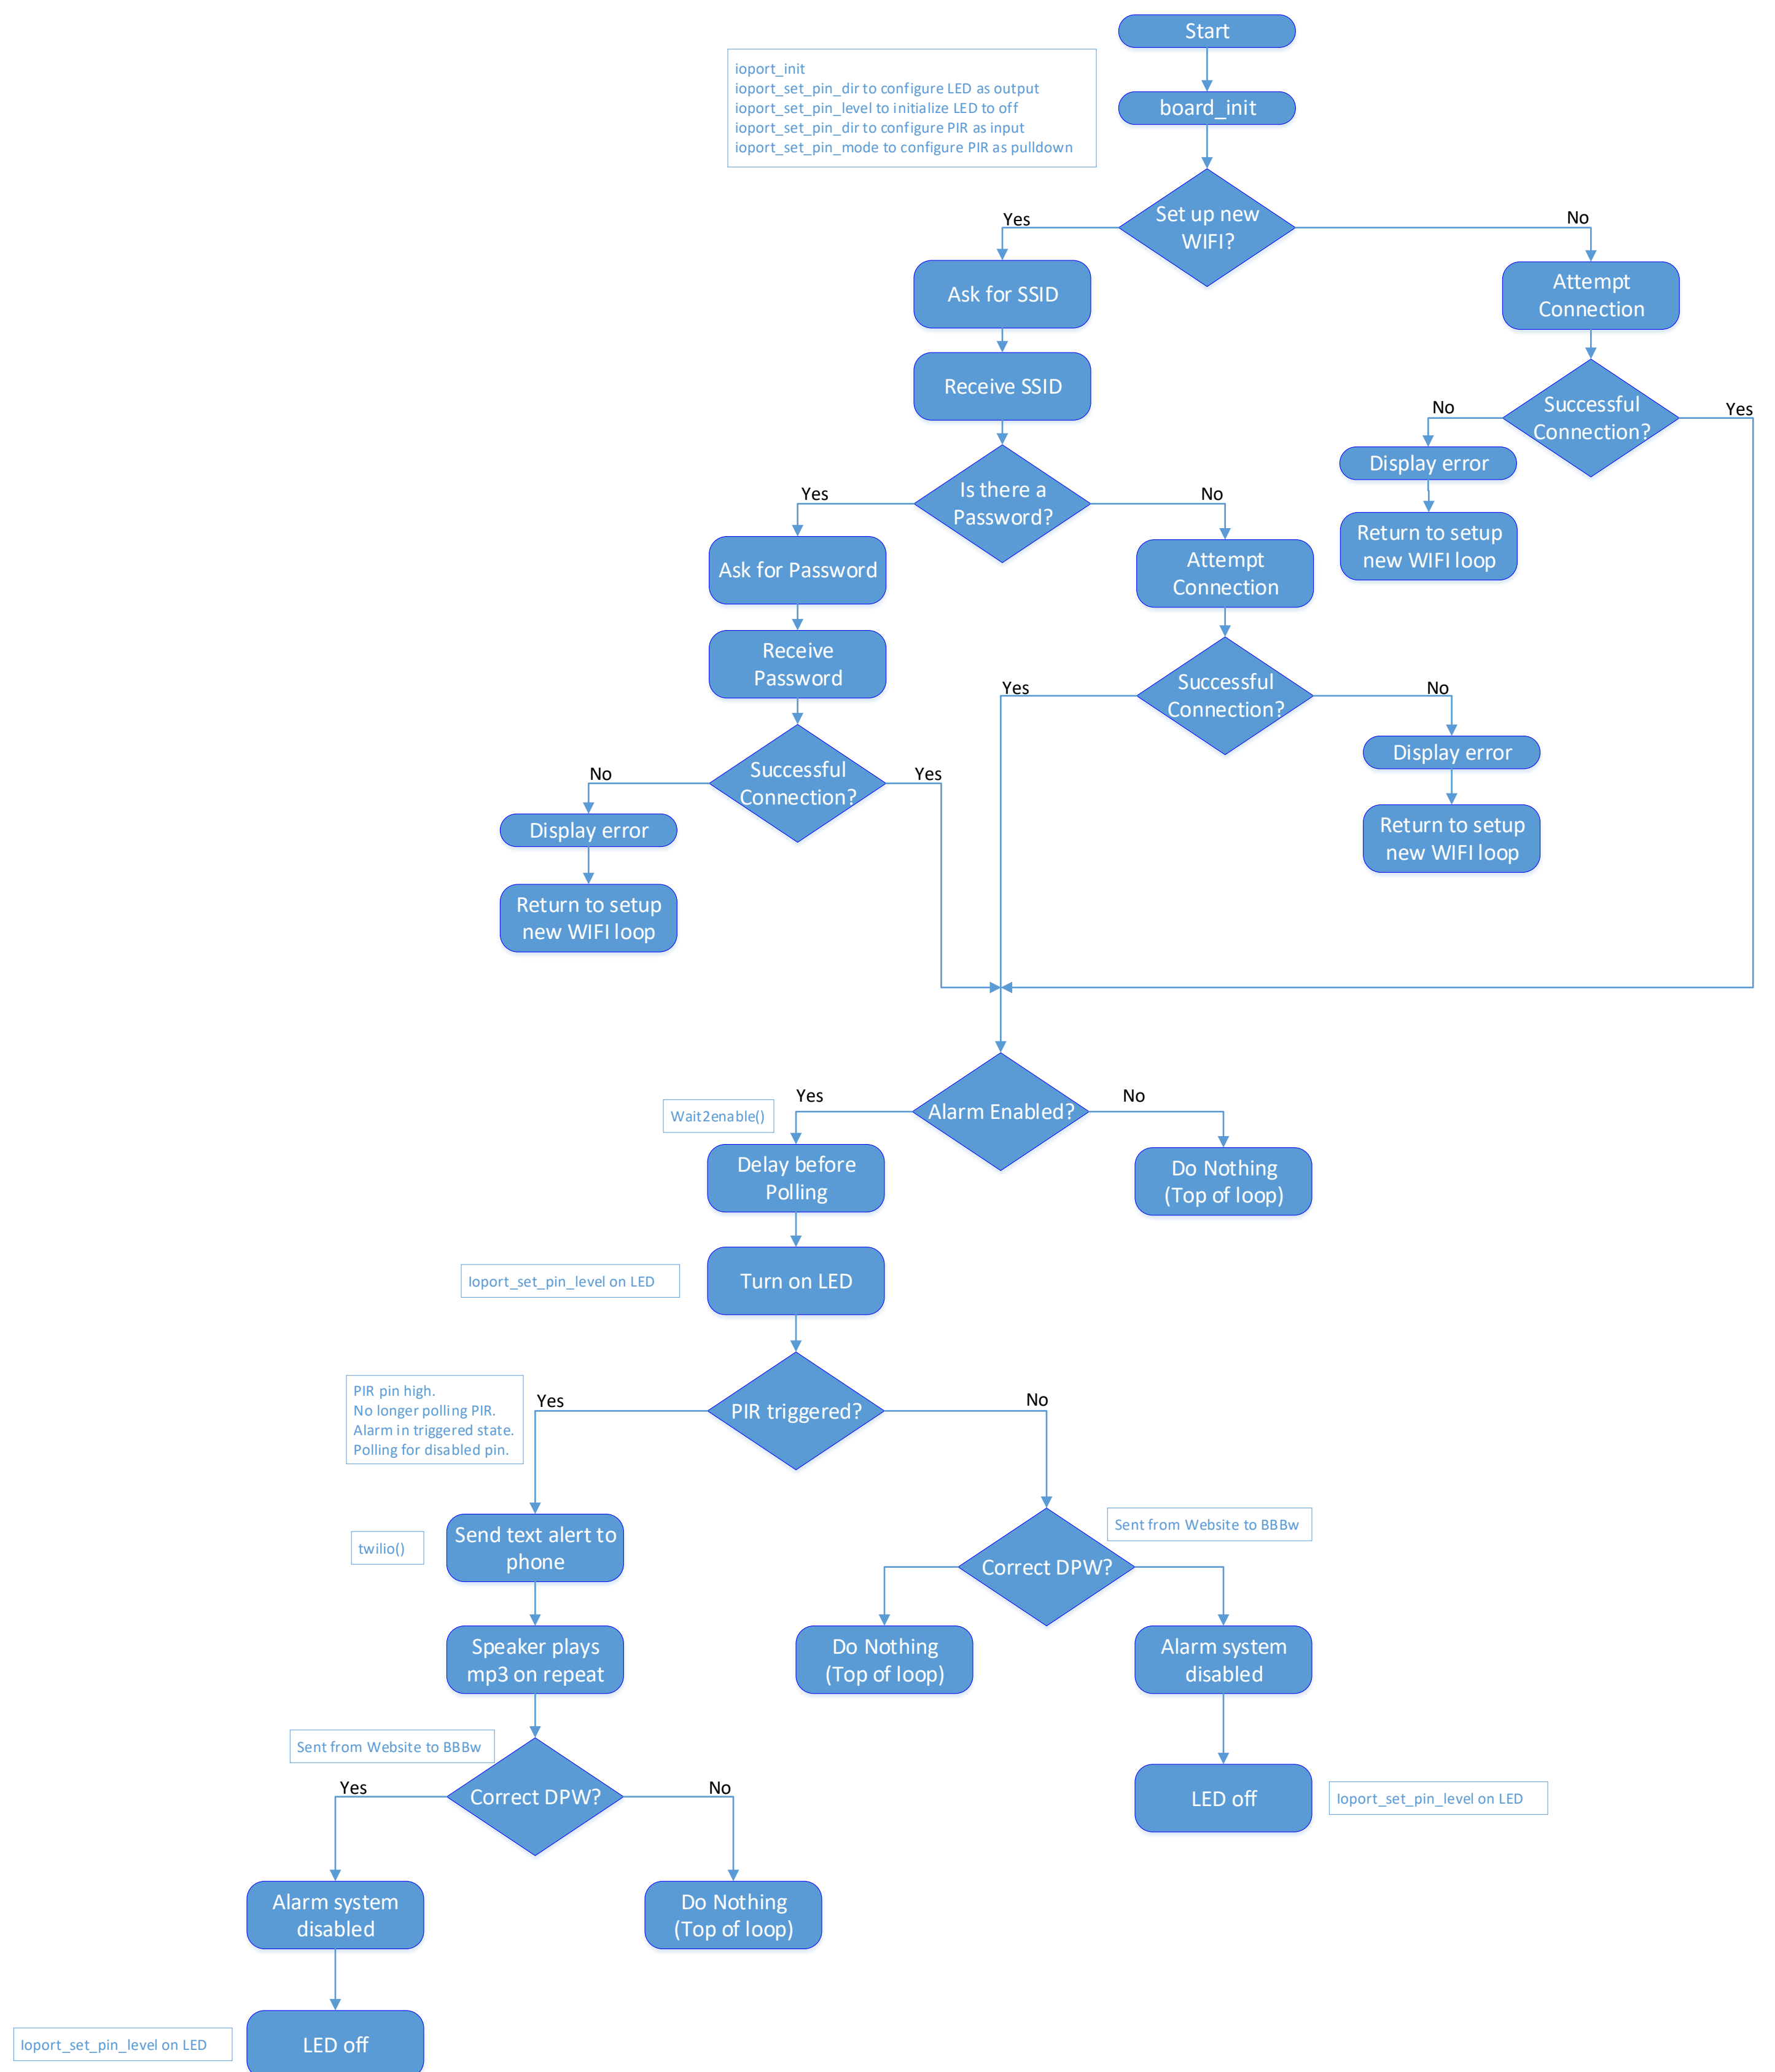 Start
ioport_init
ioport_set_pin_dir to configure LED as output
ioport_set_pin_level to initialize LED to off
ioport_set_pin_dir to configure PIR as input
ioport_set_pin_mode to configure PIR as pulldown
board_init
Set up new
WIFI?
Yes
No
Ask for SSID
Attempt
Connection
Receive SSID
Successful
Connection?
No
Yes
Display error
Return to setup
new WIFI loop
Is there a
Password?
Yes
No
Ask for Password
Attempt
Connection
Receive
Password
Successful
Connection?
Yes
No
Display error
Return to setup
new WIFI loop
Successful
Connection?
No
Yes
Display error
Return to setup
new WIFI loop
Alarm Enabled?
Yes
No
Wait2enable()
Delay before
Polling
Do Nothing
(Top of loop)
Ioport_set_pin_level on LED
Turn on LED
PIR triggered?
Yes
No
PIR pin high.
No longer polling PIR.
Alarm in triggered state.
Polling for disabled pin.
twilio()
Send text alert to
phone
Sent from Website to BBBw
Correct DPW?
Speaker plays
mp3 on repeat
Do Nothing
(Top of loop)
Alarm system
disabled
LED off
Ioport_set_pin_level on LED
Sent from Website to BBBw
Correct DPW?
Yes
No
Alarm system
disabled
Do Nothing
(Top of loop)
Ioport_set_pin_level on LED
LED off